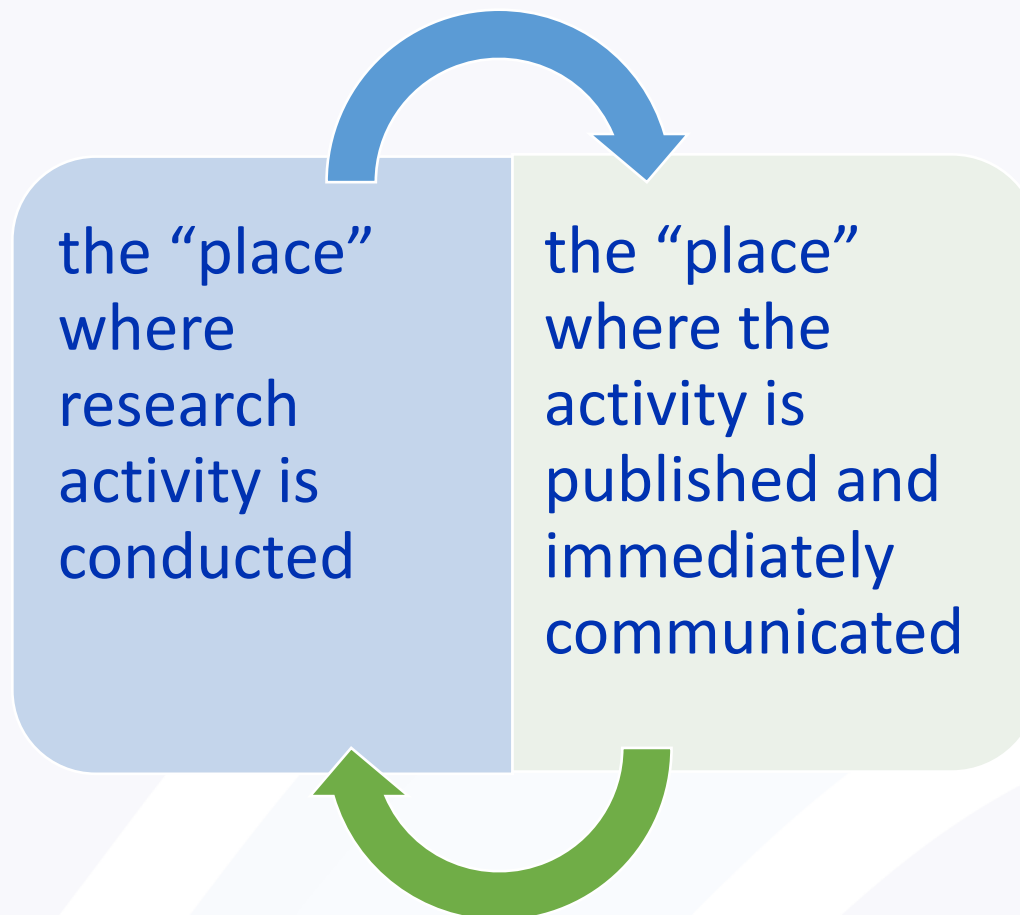 the “place”
where
research
activity is
conducted
the “place”
where the
activity is
published and
immediately
communicated